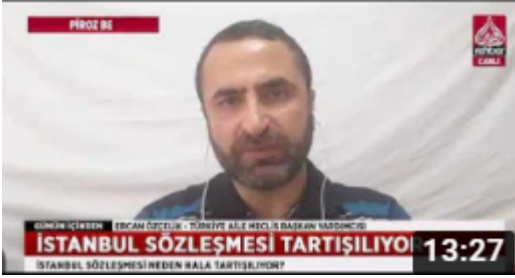 PİROZ BE
rehber
CANLI
GÜNÜN İÇİNDEN ERCAN ÖZÇELİK - TÜRKİYE AİLE MECLİS BAŞKAN YARDIMCISI
İSTANBUL SÖZLEŞMESİ TARTIŞILIYOR
13:27
İSTANBUL SÖZLEŞMESİ NEDEN HALA TARTIŞILIYOR?